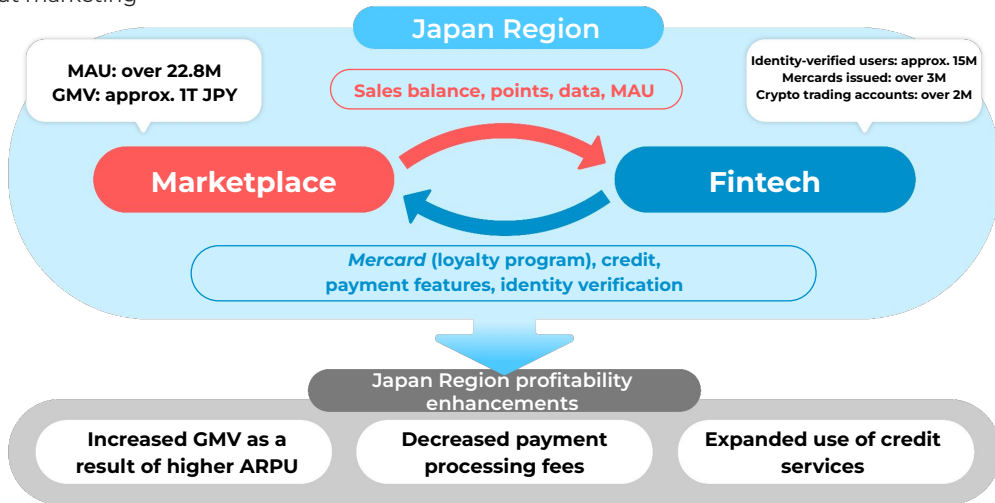 at marketing
Japan Region
MAU: over 22.8M
GMV: approx. 1T JPY
Identity-verified users: approx. 15M
Mercards issued: over 3M
Crypto trading accounts: over 2M
Sales balance, points, data, MAU
Marketplace
Fintech
Mercard (loyalty program), credit,
payment features, identity verification
Japan Region profitability
enhancements
Increased GMV as a
result of higher ARPU
Decreased payment
processing fees
Expanded use of credit
services